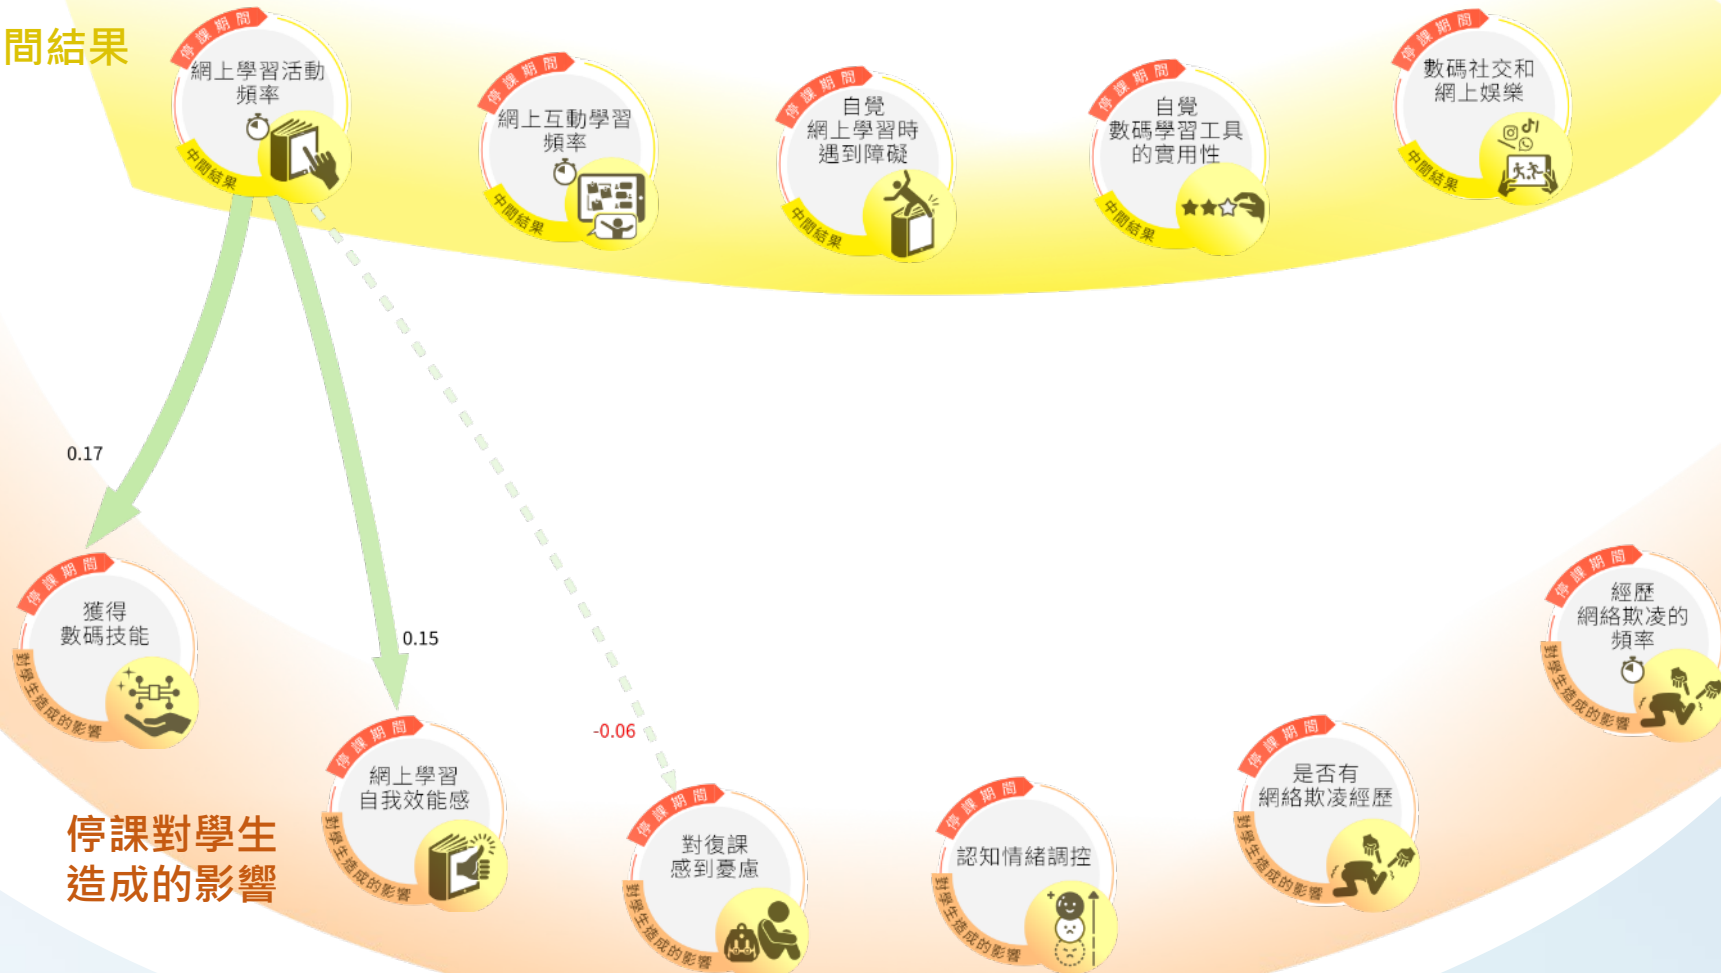 間結果
停課期間
網上學習活動
頻率
中間結果
停課期間
網上互動學習
頻率
中間結果
停課期間
自覺
網上學習時
遇到障礙
中間結果
停課期間
自覺
數碼學習工具
的實用性
中間結果
停課期間
數碼社交和
網上娛樂
中間結果
0.17
0.15
-0.06
停課期間
獲得
數碼技能
對學生造成的影響
停課期間
網上學習
自我效能感
對學生造成的影響
停課期間
對復課
感到憂慮
對學生造成的影響
停課期間
認知情緒調控
對學生造成的影響
停課期間
是否有
網絡欺凌經歷
對學生造成的影響
停課期間
經歷
網絡欺凌的
頻率
對學生造成的影響
停課對學生
造成的影響